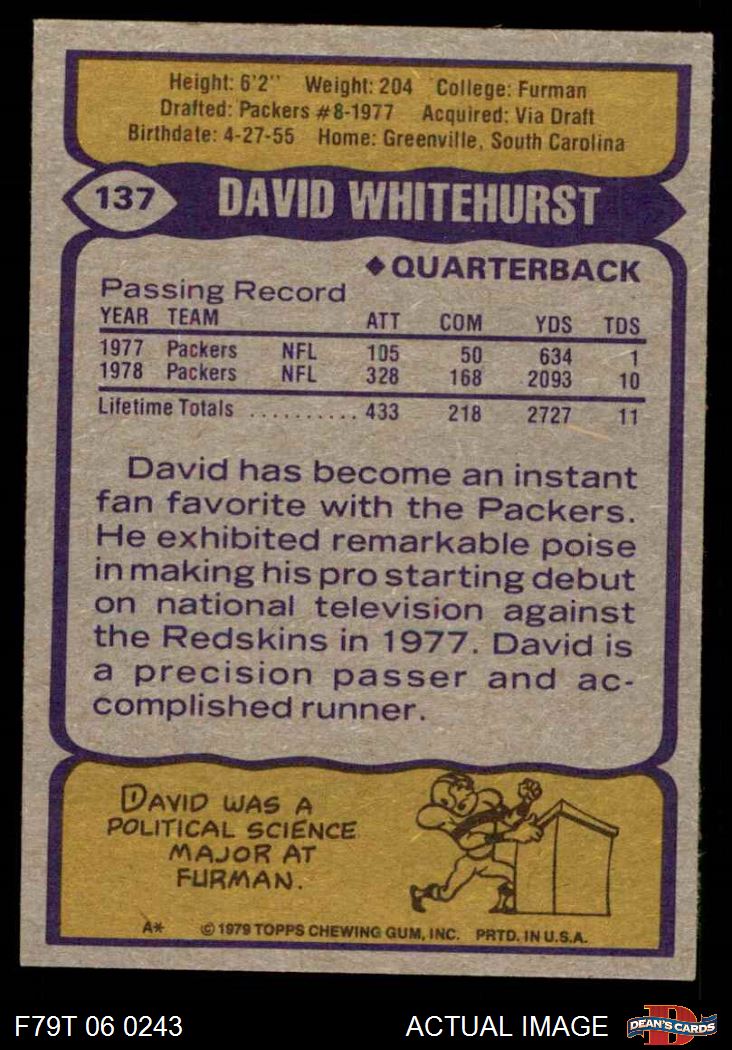 Height: 6'2" Weight: 204 College: Furman
Drafted: Packers #8-1977 Acquired: Via Draft
Birthdate: 4-27-55 Home: Greenville, South Carolina
137 DAVID WHITEHURST
◆ QUARTERBACK
Passing Record
YEAR TEAM ATT COM YDS TDS
1977 Packers NFL 105 50 634 1
1978 Packers NFL 328 168 2093 10
Lifetime Totals .......... 433 218 2727 11
David has become an instant
fan favorite with the Packers.
He exhibited remarkable poise
in making his pro starting debut
on national television against
the Redskins in 1977. David is
a precision passer and ac-
complished runner.
DAVID WAS A
POLITICAL SCIENCE
MAJOR AT
FURMAN.
A* © 1979 TOPPS CHEWING GUM, INC. PRTD. IN U.S.A.
F79T 06 0243 ACTUAL IMAGE D DEAN'S CARDS